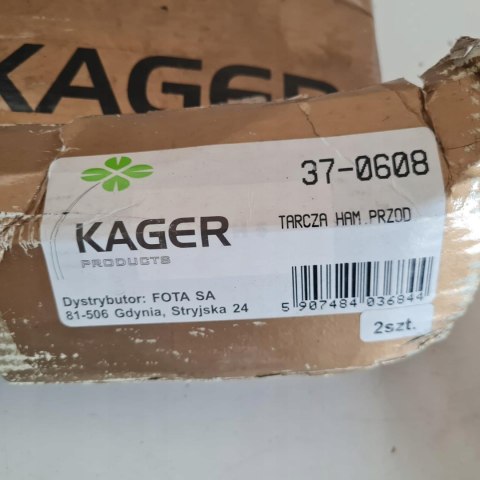 KAGER
37-0608
TARCZA HAM.PRZOD
KAGER
PRODUCTS
Dystrybutor: FOTA SA
81-506 Gdynia, Stryjska 24
5 907484 036844
2szt.